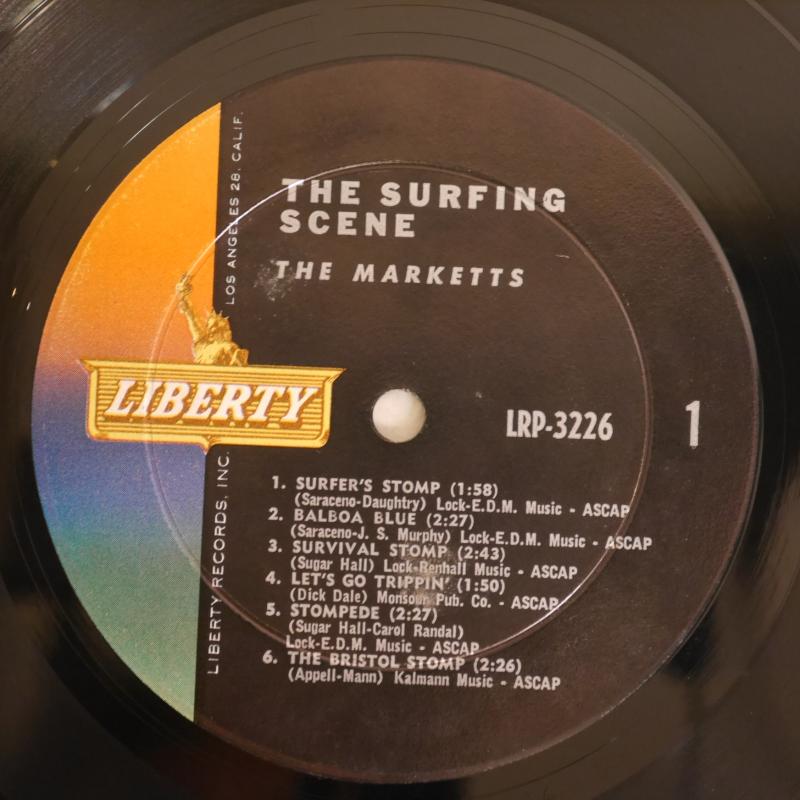 THE SURFING
SCENE
THE MARKETTS
LOS ANGELES 28, CALIF.
LIBERTY
LIBERTY RECORDS, INC.
LRP-3226
1
1. SURFER'S STOMP (1:58)
(Saraceno-Daughtry) Lock-E.D.M. Music - ASCAP
2. BALBOA BLUE (2:27)
(Saraceno-J. S. Murphy) Lock-E.D.M. Music - ASCAP
3. SURVIVAL STOMP (2:43)
(Sugar Hall) Lock-Renhall Music - ASCAP
4. LET'S GO TRIPPIN' (1:50)
(Dick Dale) Monsour Pub. Co. - ASCAP
5. STOMPEDE (2:27)
(Sugar Hall-Carol Randal)
Lock-E.D.M. Music - ASCAP
6. THE BRISTOL STOMP (2:26)
(Appell-Mann) Kalmann Music - ASCAP